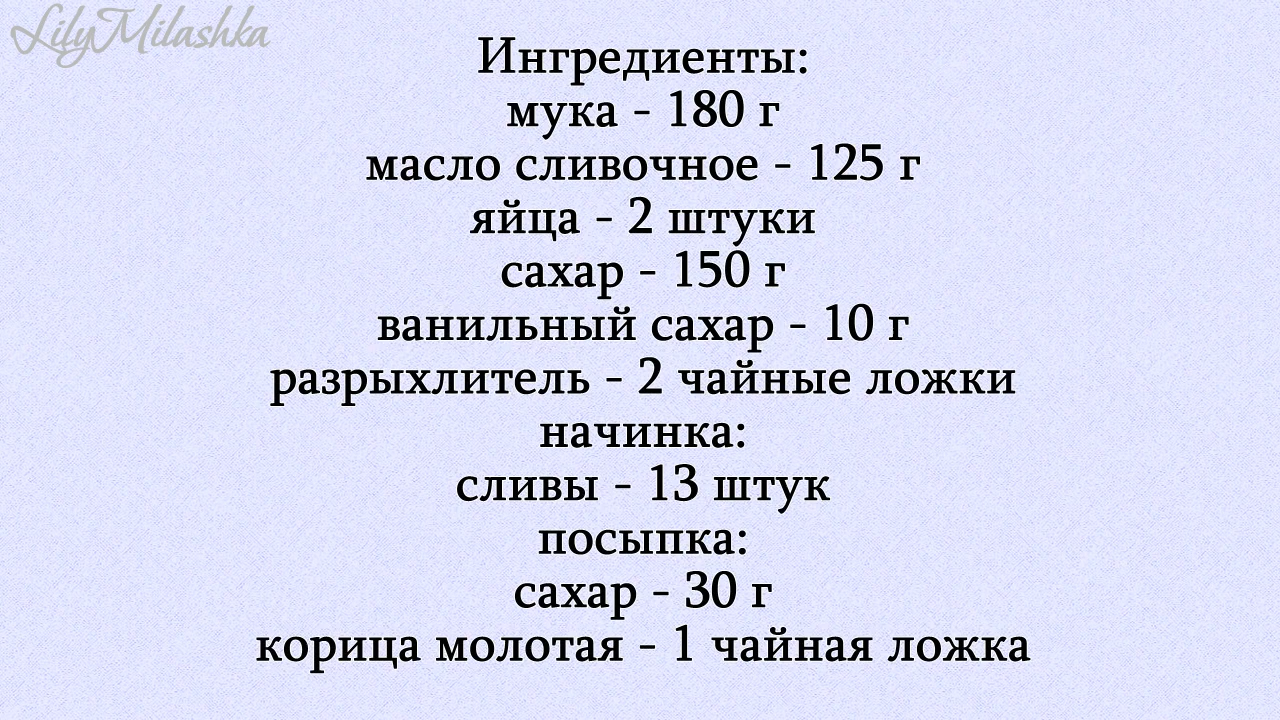 LilyMilashka
Ингредиенты:
мука - 180 г
масло сливочное - 125 г
яйца - 2 штуки
сахар - 150 г
ванильный сахар - 10 г
разрыхлитель - 2 чайные ложки
начинка:
сливы - 13 штук
посыпка:
сахар - 30 г
корица молотая - 1 чайная ложка